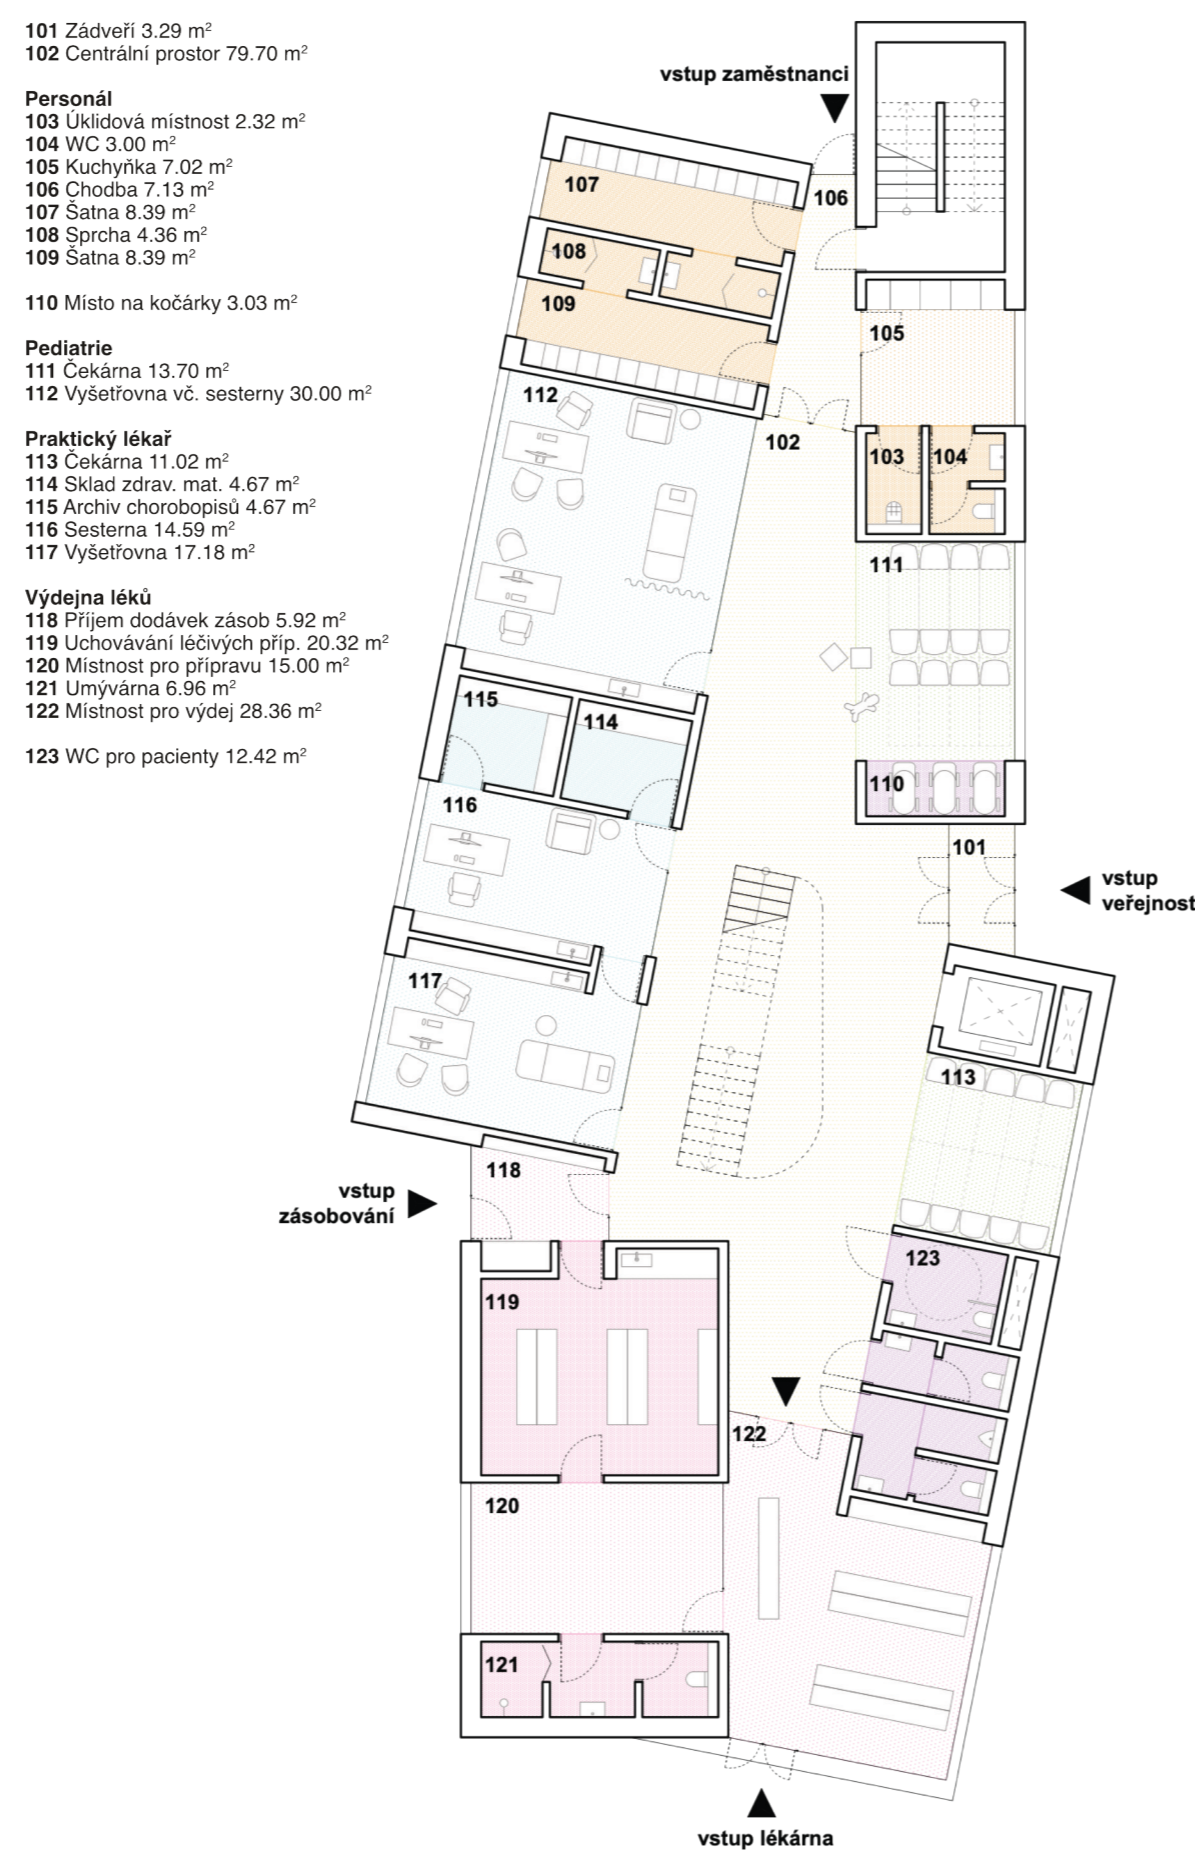 101 Zádveří 3.29 m²
102 Centrální prostor 79.70 m²
Personál
103 Úklidová místnost 2.32 m²
104 WC 3.00 m²
105 Kuchyňka 7.02 m²
106 Chodba 7.13 m²
107 Šatna 8.39 m²
108 Sprcha 4.36 m²
109 Šatna 8.39 m²
110 Místo na kočárky 3.03 m²
Pediatrie
111 Čekárna 13.70 m²
112 Vyšetřovna vč. sesterny 30.00 m²
Praktický lékař
113 Čekárna 11.02 m²
114 Sklad zdrav. mat. 4.67 m²
115 Archiv chorobopisů 4.67 m²
116 Sesterna 14.59 m²
117 Vyšetřovna 17.18 m²
Výdejna léků
118 Příjem dodávek zásob 5.92 m²
119 Uchovávání léčivých příp. 20.32 m²
120 Místnost pro přípravu 15.00 m²
121 Umývárna 6.96 m²
122 Místnost pro výdej 28.36 m²
123 WC pro pacienty 12.42 m²
vstup zaměstnanci
107
106
108
109
105
112
102
103
104
111
115
114
110
116
101
vstup
veřejnost
117
113
118
vstup
zásobování
123
119
122
120
121
vstup lékárna